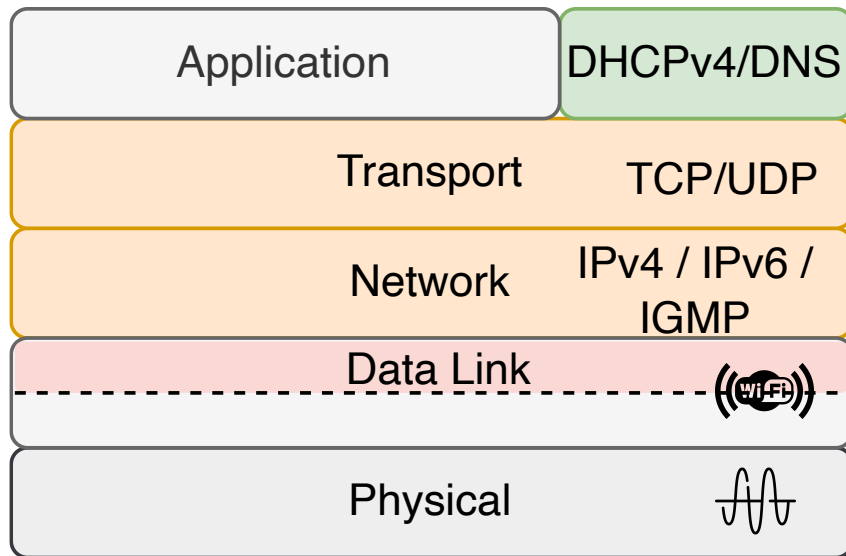 Application
DHCPv4/DNS
Transport
TCP/UDP
Network
IPv4 / IPv6 /
IGMP
Data Link
Wi-Fi
Physical